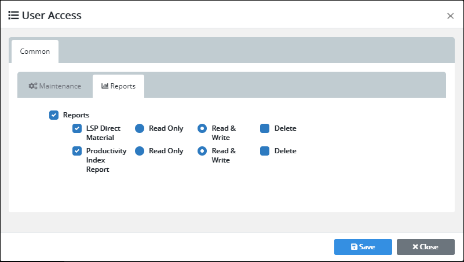 User Access
Common
Maintenance Reports
Reports
LSP Direct Read Only Read & Delete
Material Write
Productivity Read Only Read & Delete
Index Write
Report
Save Close